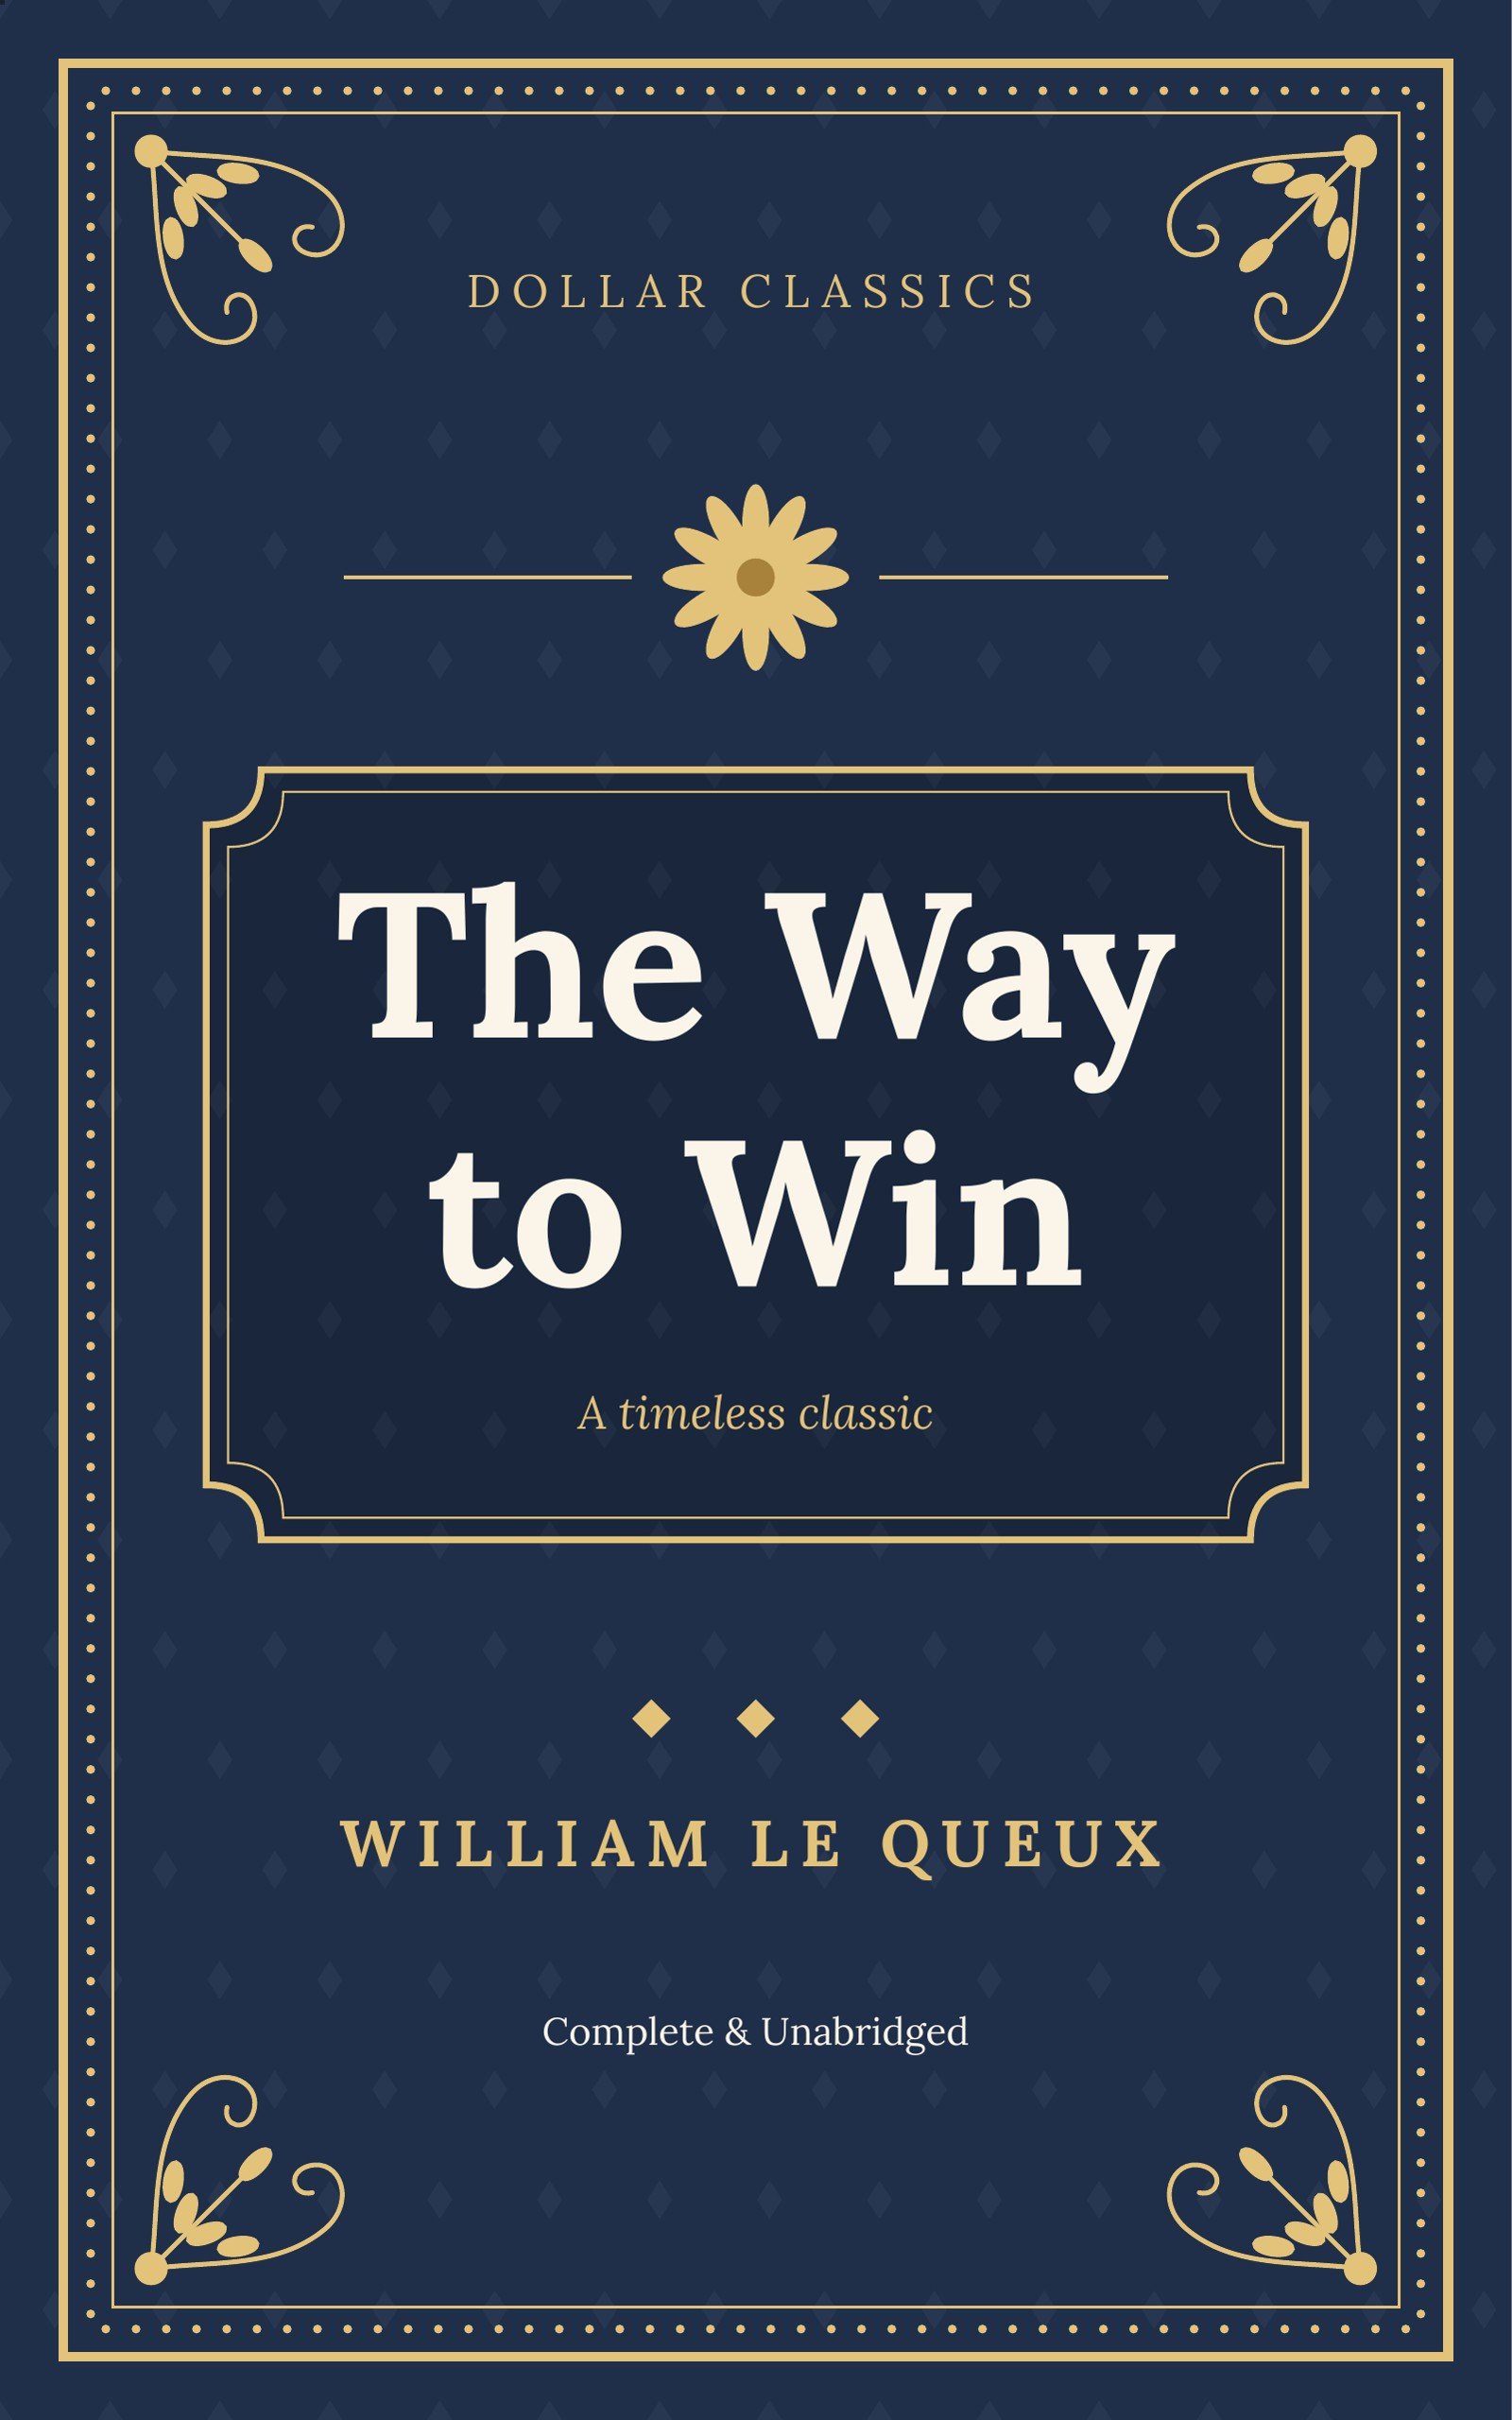 DOLLAR CLASSICS
The Way
to Win
A timeless classic
WILLIAM LE QUEUX
Complete & Unabridged